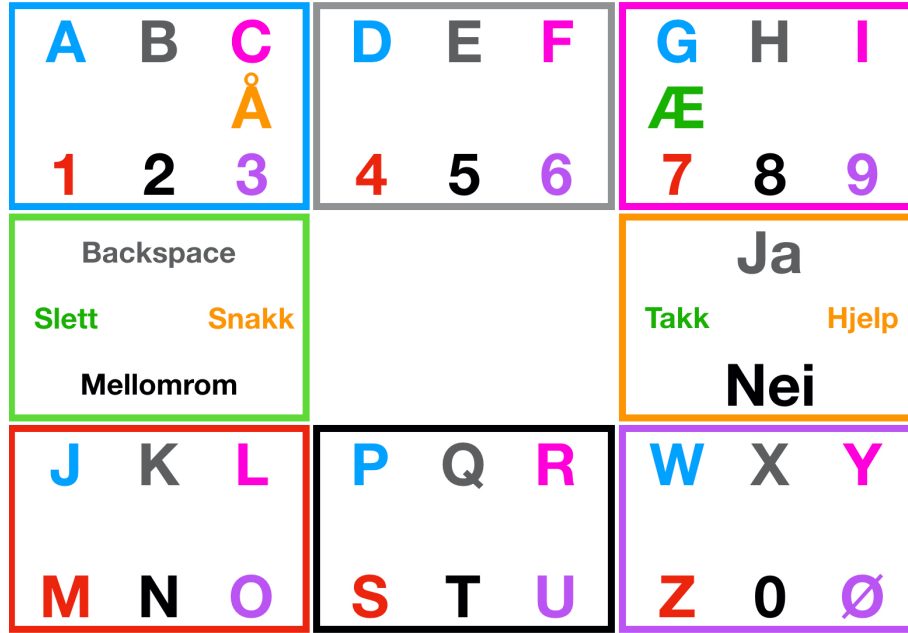 A B C
Å
1 2 3
D E F
4 5 6
G H I
Æ
7 8 9
Backspace
Slett Snakk
Mellomrom
Ja
Takk Hjelp
Nei
J K L
M N O
P Q R
S T U
W X Y
Z 0 Ø